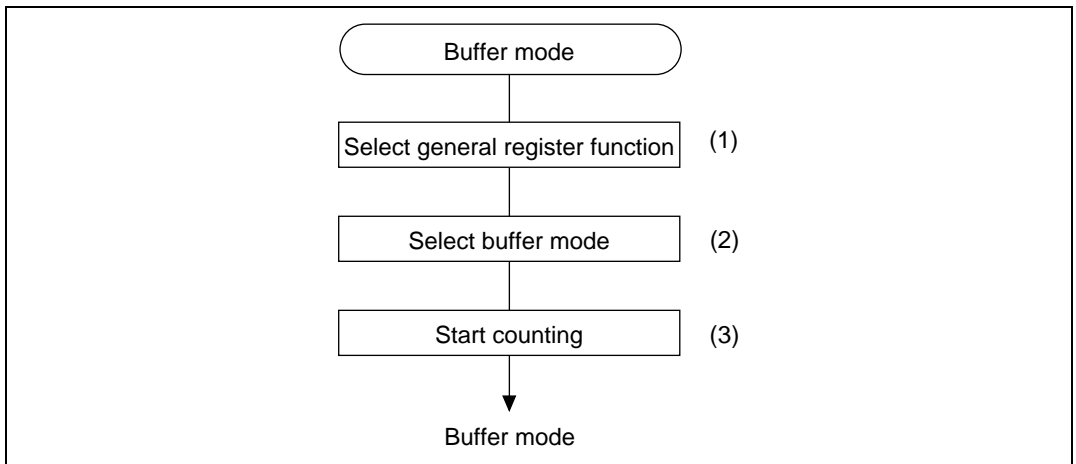 Buffer mode
Select general register function (1)
Select buffer mode (2)
Start counting (3)
Buffer mode